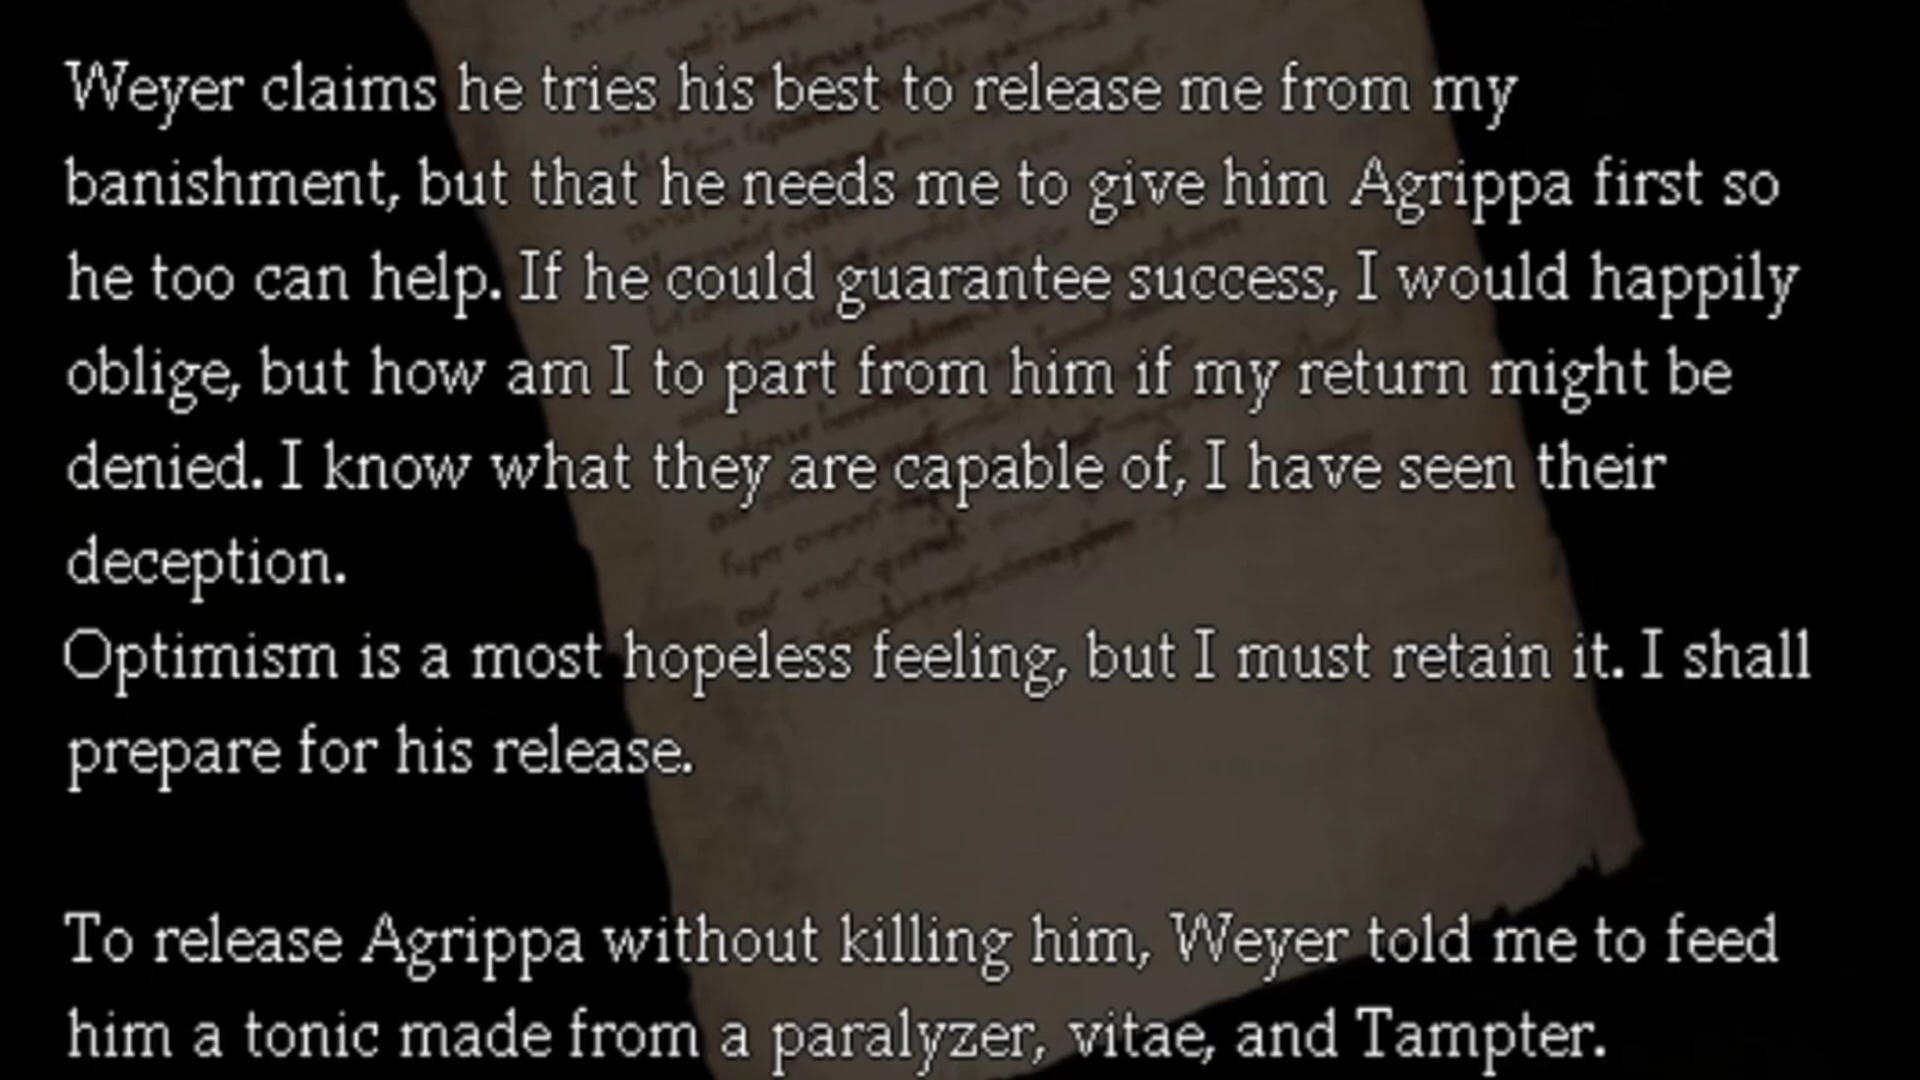 Weyer claims he tries his best to release me from my
banishment, but that he needs me to give him Agrippa first so
he too can help. If he could guarantee success, I would happily
oblige, but how am I to part from him if my return might be
denied. I know what they are capable of, I have seen their
deception.
Optimism is a most hopeless feeling, but I must retain it. I shall
prepare for his release.
To release Agrippa without killing him, Weyer told me to feed
him a tonic made from a paralyzer, vitae, and Tampter.